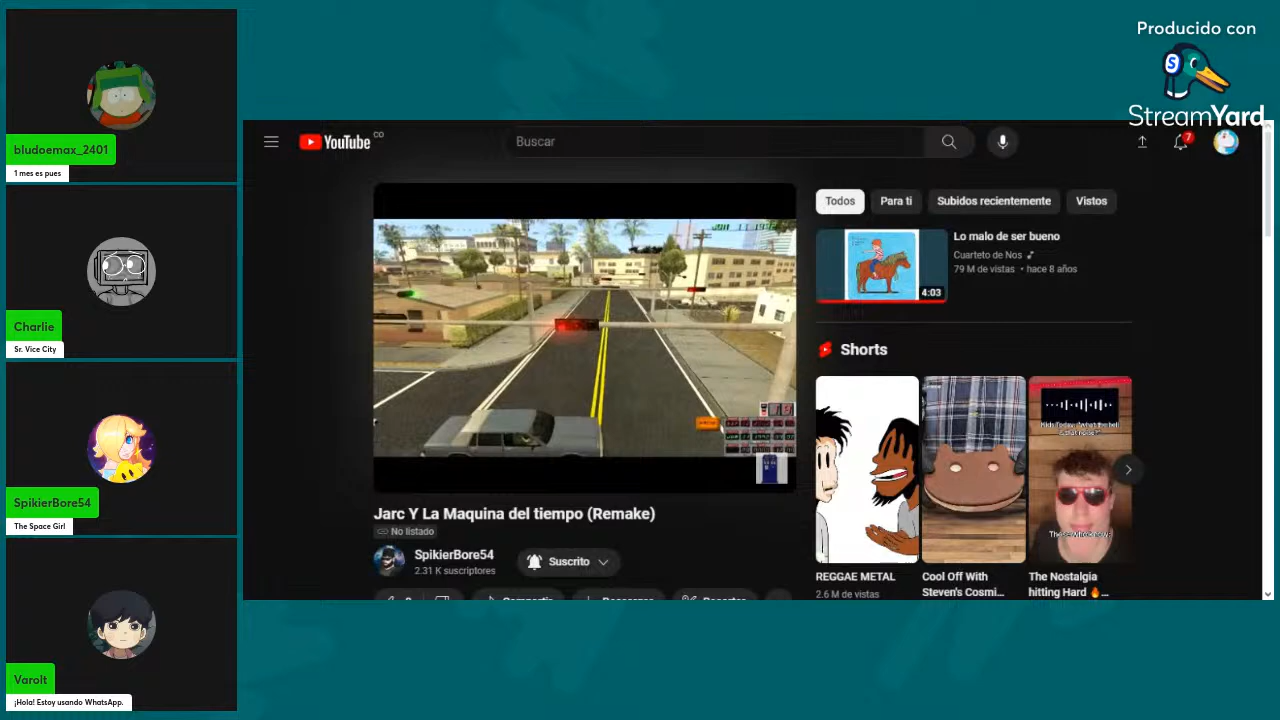 bludoemax_2401
1 mes es pues
Charlie
Sr. Vice City
SpikierBore54
The Space Girl
Varolt
¡Hola! Estoy usando WhatsApp.
Producido con
StreamYard
YouTube CO
Buscar
7
Todos
Para ti
Subidos recientemente
Vistos
Lo malo de ser bueno
Cuarteto de Nos
79 M de vistas • hace 8 años
4:03
Shorts
Jarc Y La Maquina del tiempo (Remake)
No listado
SpikierBore54
2.31 K suscriptores
Suscrito
REGGAE METAL
2.6 M de vistas
Cool Off With
Steven's Cosmi...
The Nostalgia
hitting Hard 🔥...